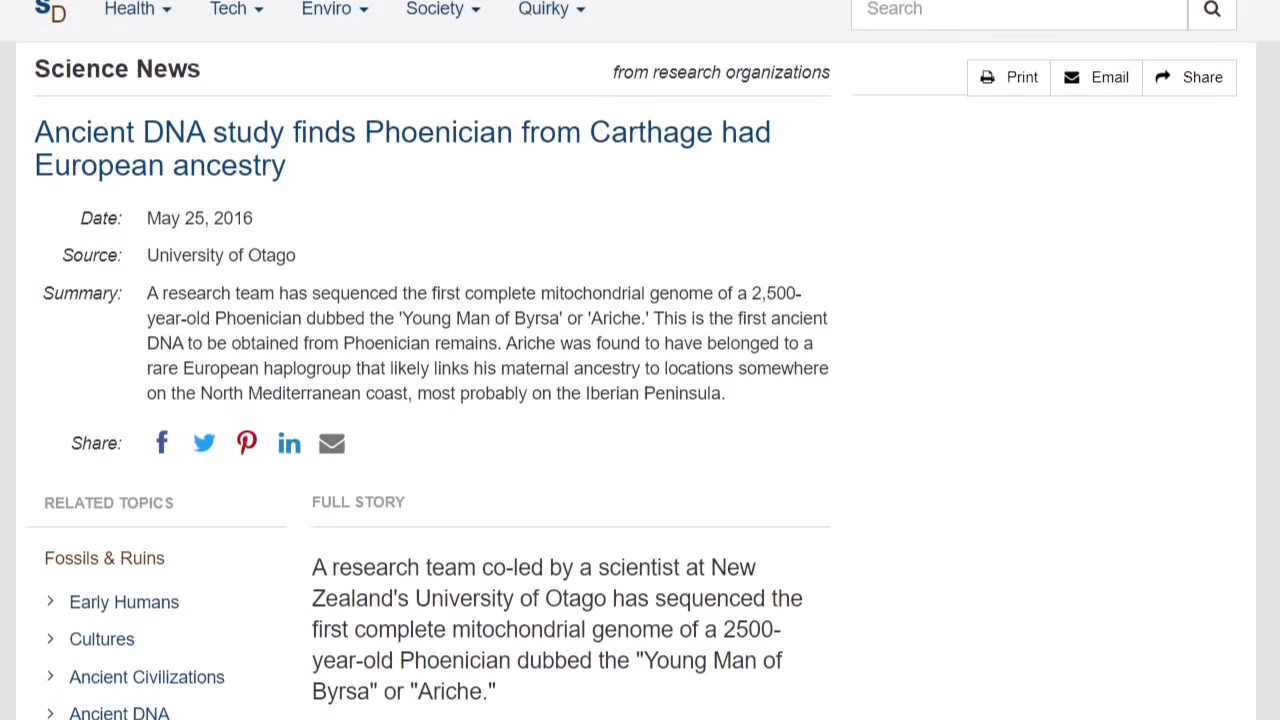 SD
Health
Tech
Enviro
Society
Quirky
Search
Science News
from research organizations
Print
Email
Share
Ancient DNA study finds Phoenician from Carthage had
European ancestry
Date: May 25, 2016
Source: University of Otago
Summary: A research team has sequenced the first complete mitochondrial genome of a 2,500-
year-old Phoenician dubbed the 'Young Man of Byrsa' or 'Ariche.' This is the first ancient
DNA to be obtained from Phoenician remains. Ariche was found to have belonged to a
rare European haplogroup that likely links his maternal ancestry to locations somewhere
on the North Mediterranean coast, most probably on the Iberian Peninsula.
Share:
RELATED TOPICS
Fossils & Ruins
Early Humans
Cultures
Ancient Civilizations
Ancient DNA
FULL STORY
A research team co-led by a scientist at New
Zealand's University of Otago has sequenced the
first complete mitochondrial genome of a 2500-
year-old Phoenician dubbed the "Young Man of
Byrsa" or "Ariche."